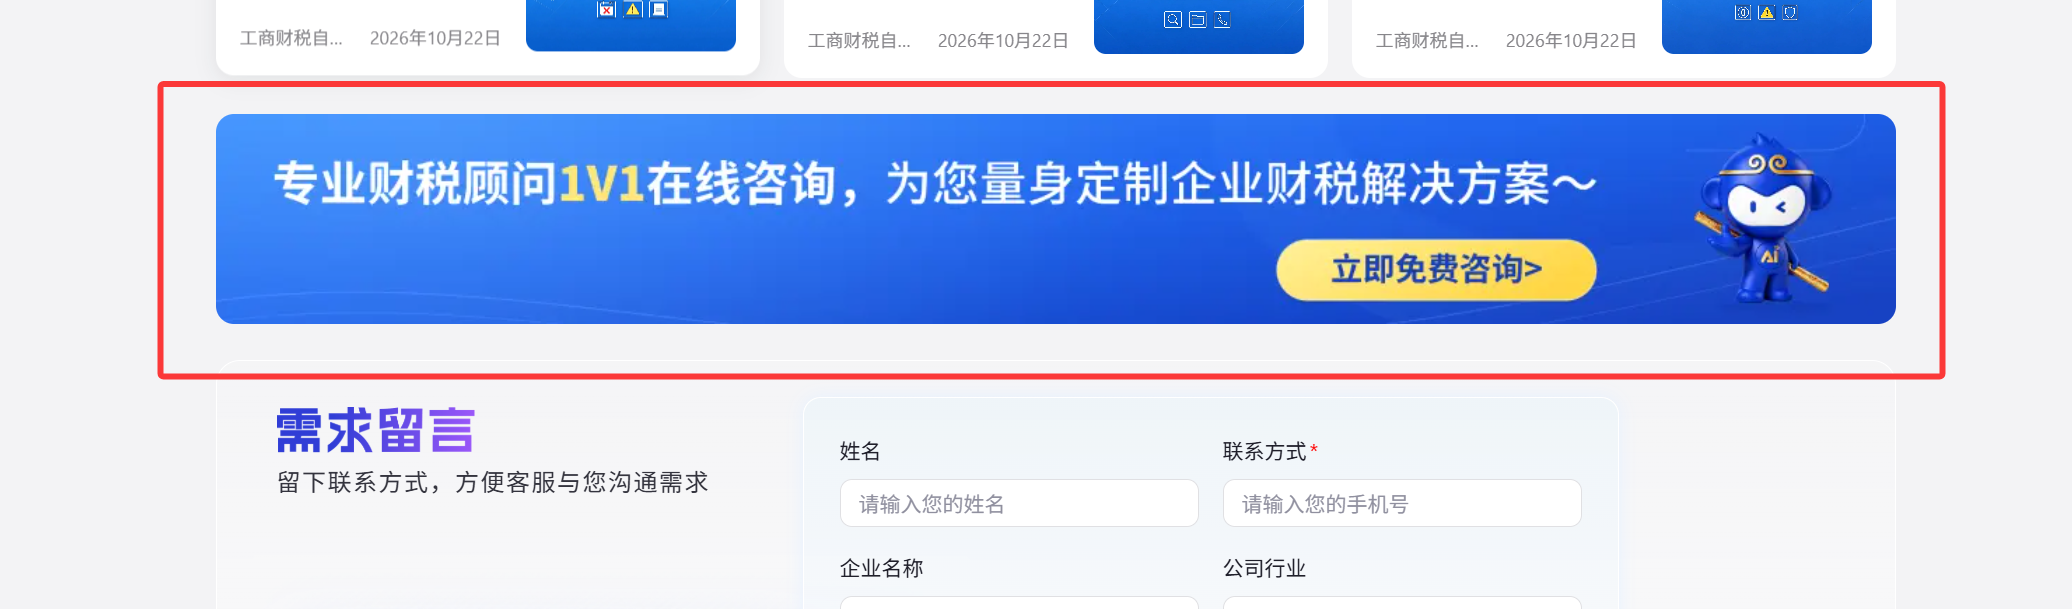 工商财税自...
2026年10月22日
工商财税自...
2026年10月22日
工商财税自...
2026年10月22日
专业财税顾问1V1在线咨询，为您量身定制企业财税解决方案～
立即免费咨询>
AI
需求留言
留下联系方式，方便客服与您沟通需求
姓名
联系方式*
请输入您的姓名
请输入您的手机号
企业名称
公司行业